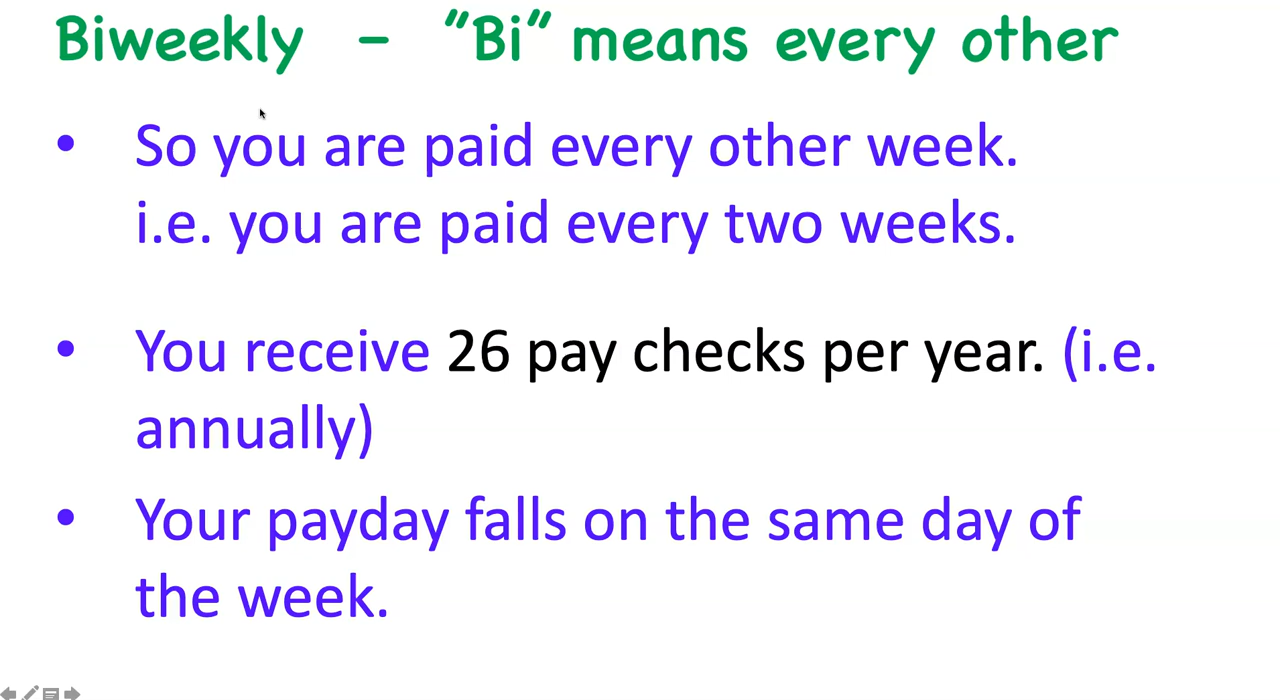 Biweekly - "Bi" means every other
• So you are paid every other week.
i.e. you are paid every two weeks.
• You receive 26 pay checks per year. (i.e.
annually)
• Your payday falls on the same day of
the week.